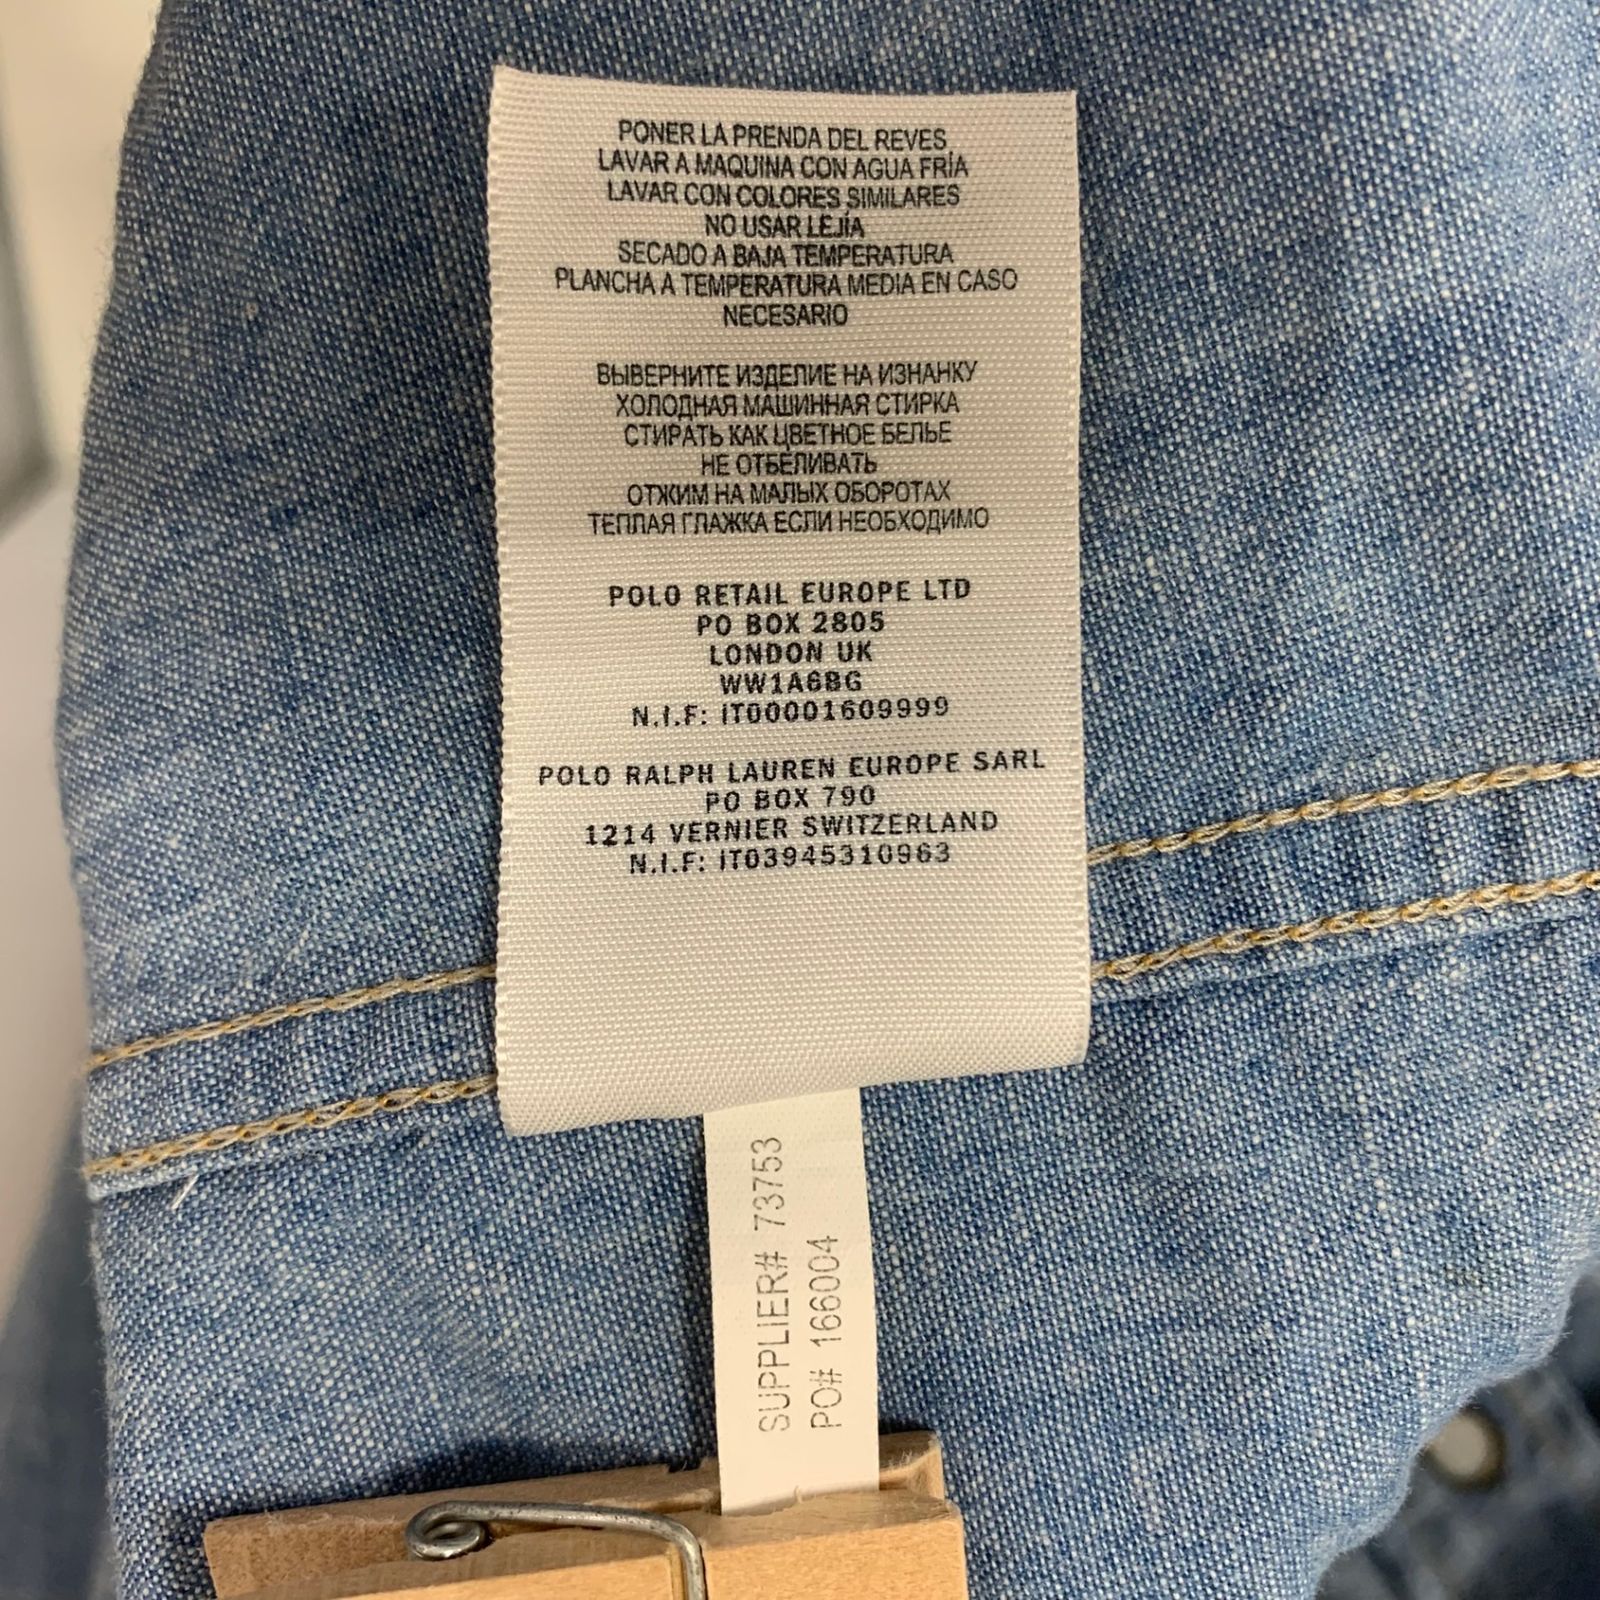 PONER LA PRENDA DEL REVES
LAVAR A MAQUINA CON AGUA FRÍA
LAVAR CON COLORES SIMILARES
NO USAR LEJÍA
SECADO A BAJA TEMPERATURA
PLANCHA A TEMPERATURA MEDIA EN CASO
NECESARIO
ВЫВЕРНИТЕ ИЗДЕЛИЕ НА ИЗНАНКУ
ХОЛОДНАЯ МАШИННАЯ СТИРКА
СТИРАТЬ КАК ЦВЕТНОЕ БЕЛЬЕ
НЕ ОТБЕЛИВАТЬ
ОТЖИМ НА МАЛЫХ ОБОРОТАХ
ТЕПЛАЯ ГЛАЖКА ЕСЛИ НЕОБХОДИМО
POLO RETAIL EUROPE LTD
PO BOX 2805
LONDON UK
WW1A6BG
N.I.F: IT00001609999
POLO RALPH LAUREN EUROPE SARL
PO BOX 790
1214 VERNIER SWITZERLAND
N.I.F: IT03945310963
SUPPLIER# 73753
PO# 166004